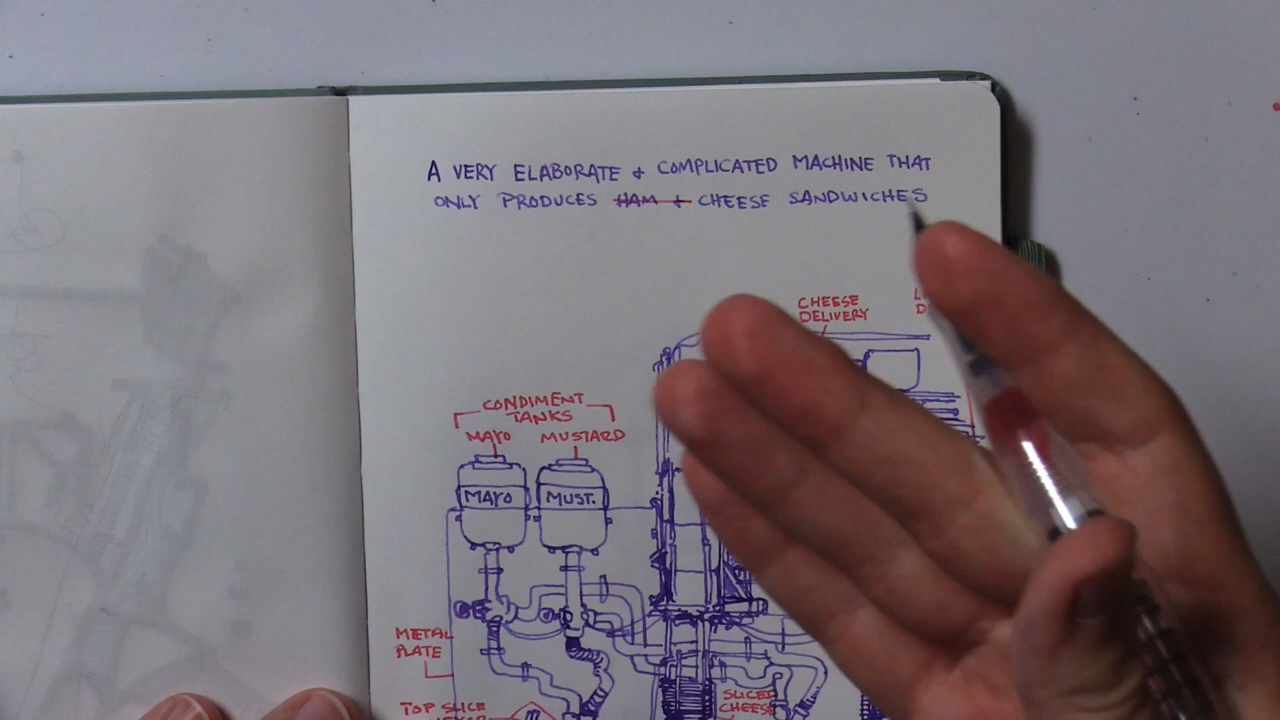 A VERY ELABORATE & COMPLICATED MACHINE THAT
ONLY PRODUCES HAM + CHEESE SANDWICHES
CHEESE
DELIVERY
CONDIMENT
TANKS
MAYO MUSTARD
MAYO MUST.
METAL
PLATE
TOP SLICE
SLICED
CHEESE